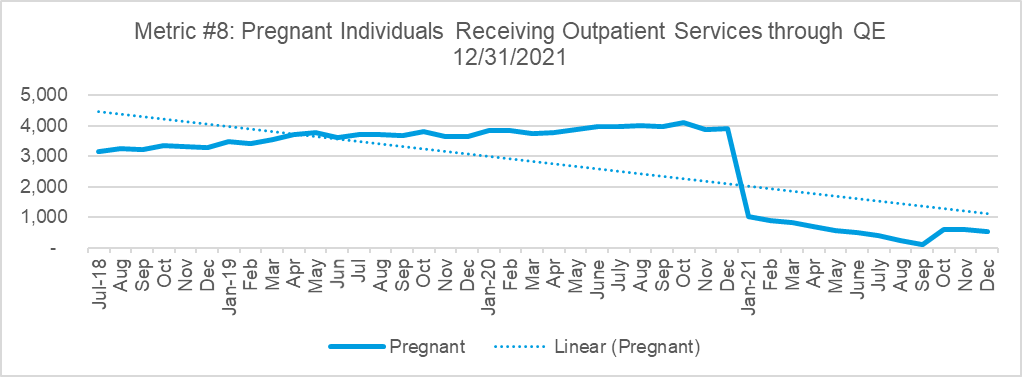 Metric #8: Pregnant Individuals Receiving Outpatient Services through QE
12/31/2021
5,000
4,000
3,000
2,000
1,000
-
Jul-18
Aug
Sep
Oct
Nov
Dec
Jan-19
Feb
Mar
Apr
May
Jun
Jul
Aug
Sep
Oct
Nov
Dec
Jan-20
Feb
Mar
Apr
May
June
July
Aug
Sep
Oct
Nov
Dec
Jan-21
Feb
Mar
Apr
May
June
July
Aug
Sep
Oct
Nov
Dec
Pregnant
Linear (Pregnant)